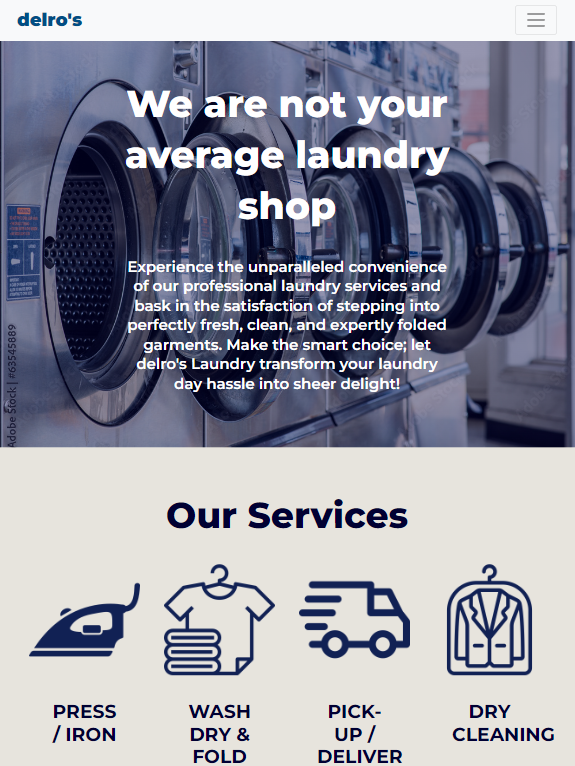 delro's
We are not your
average laundry
shop
Experience the unparalleled convenience
of our professional laundry services and
bask in the satisfaction of stepping into
perfectly fresh, clean, and expertly folded
garments. Make the smart choice; let
delro's Laundry transform your laundry
day hassle into sheer delight!
Adobe Stock | #63545889
Our Services
PRESS
/ IRON
WASH
DRY &
FOLD
PICK-
UP /
DELIVER
DRY
CLEANING